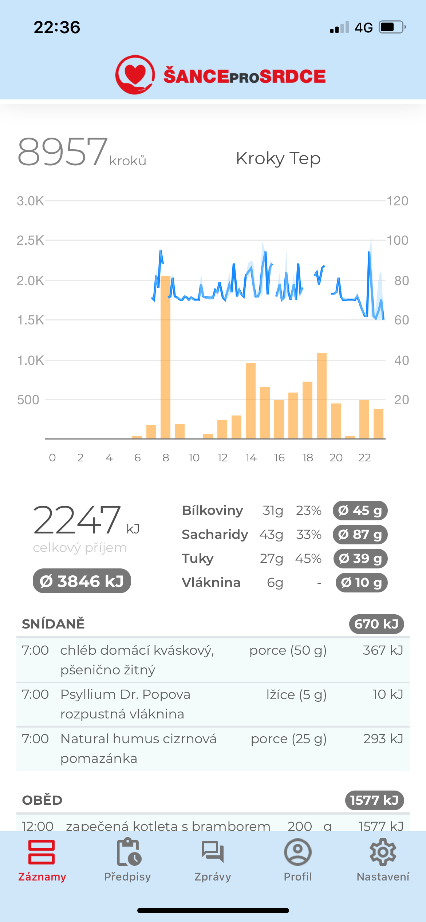 22:36 4G
ŠANCEPROSRDCE
8957 kroků Kroky Tep
3.0K 120
2.5K 100
2.0K 80
1.5K 60
1.0K 40
500 20
0 2 4 6 8 10 12 14 16 18 20 22
2247 kJ
celkový příjem
Ø 3846 kJ
Bílkoviny 31g 23% Ø 45 g
Sacharidy 43g 33% Ø 87 g
Tuky 27g 45% Ø 39 g
Vláknina 6g - Ø 10 g
SNÍDANĚ 670 kJ
7:00 chléb domácí kváskový, porce (50 g) 367 kJ
pšenično žitný
7:00 Psyllium Dr. Popova lžíce (5 g) 10 kJ
rozpustná vláknina
7:00 Natural humus cizrnová porce (25 g) 293 kJ
pomazánka
OBĚD 1577 kJ
12:00 zapečená kotleta s bramborem 200 g 1577 kJ
Záznamy Předpisy Zprávy Profil Nastavení